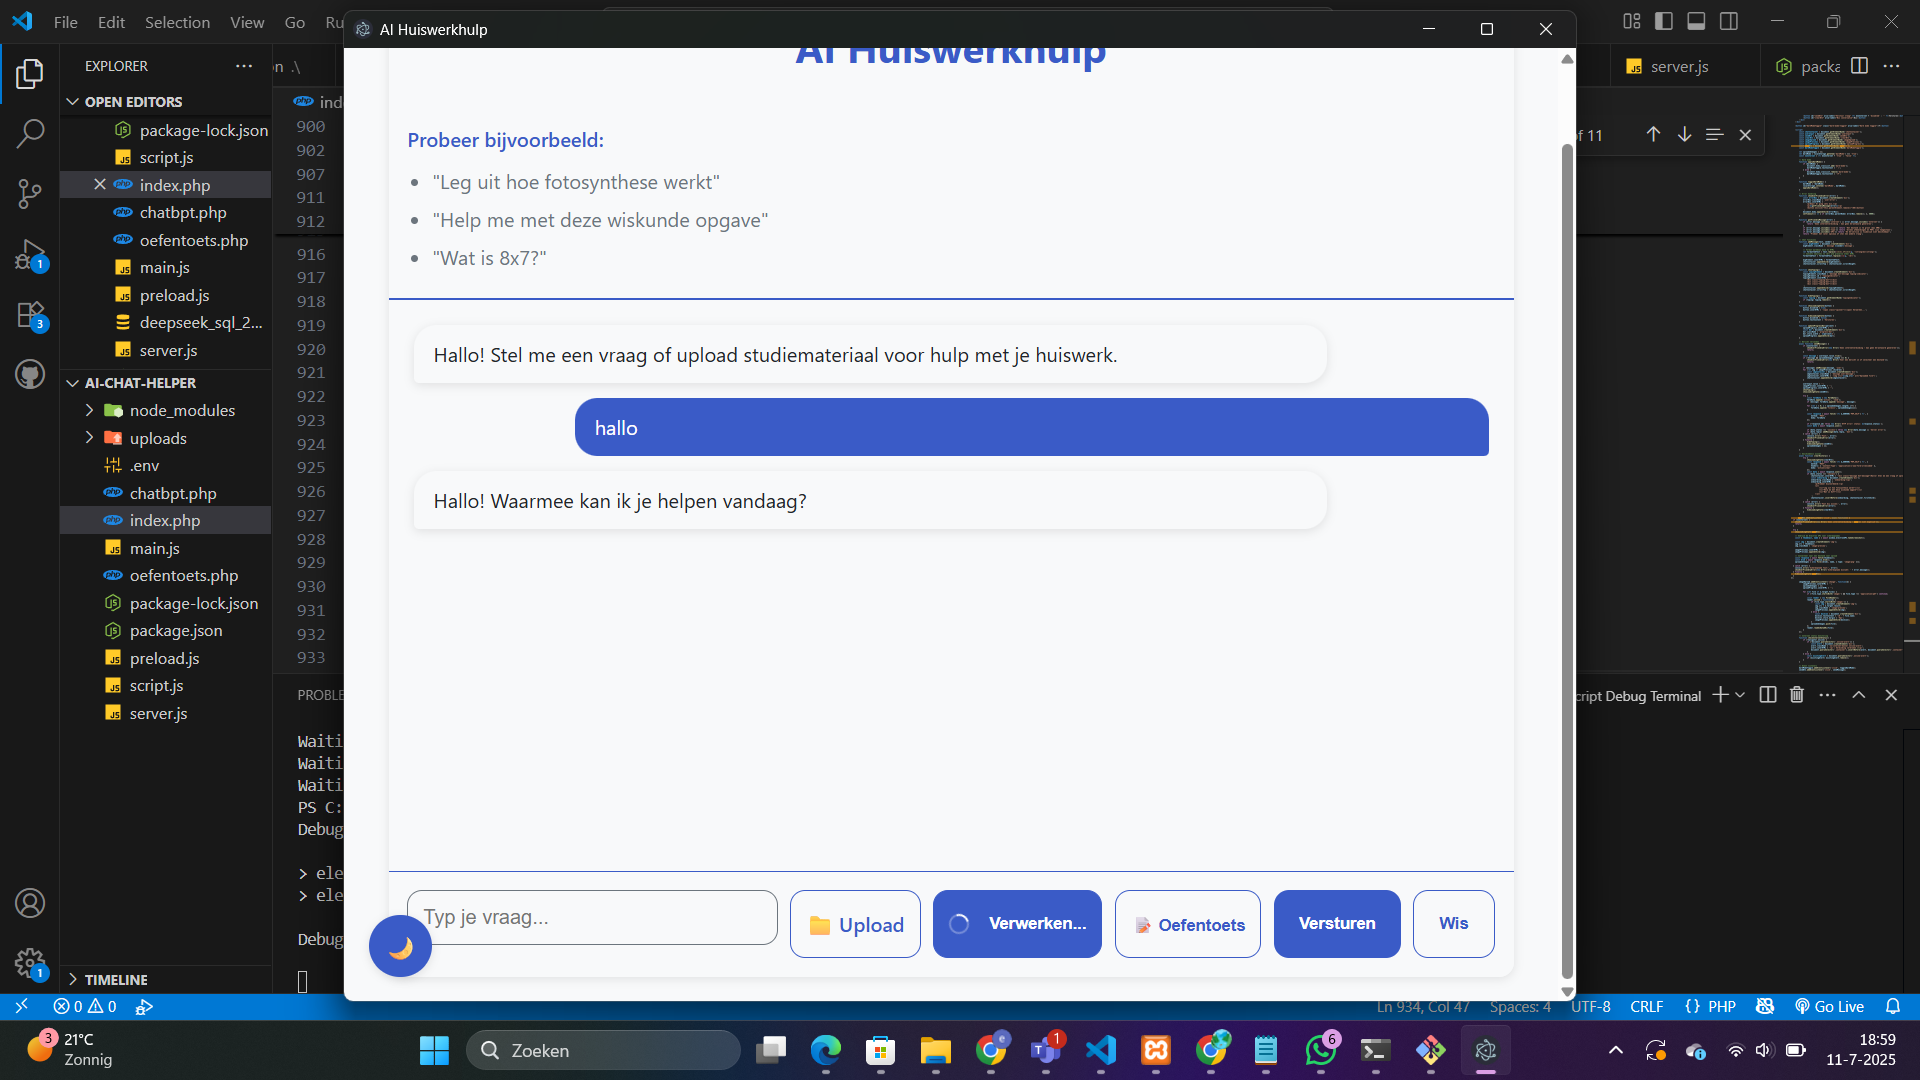 File Edit Selection View Go Ru
AI Huiswerkhulp
EXPLORER
OPEN EDITORS
package-lock.json
script.js
index.php
chatbpt.php
oefentoets.php
main.js
preload.js
deepseek_sql_2...
server.js
AI-CHAT-HELPER
node_modules
uploads
.env
chatbpt.php
index.php
main.js
oefentoets.php
package-lock.json
package.json
preload.js
script.js
server.js
TIMELINE
1
3
1
on .\
ind
900
902
907
911
912
916
917
918
919
920
921
922
923
924
925
926
927
928
929
930
931
932
933
PROBLE
Waiti
Waiti
Waiti
PS C:
Debug
> ele
> ele
Debug
AI Huiswerkhulp
Probeer bijvoorbeeld:
"Leg uit hoe fotosynthese werkt"
"Help me met deze wiskunde opgave"
"Wat is 8x7?"
Hallo! Stel me een vraag of upload studiemateriaal voor hulp met je huiswerk.
hallo
Hallo! Waarmee kan ik je helpen vandaag?
Typ je vraag...
Upload
Verwerken...
Oefentoets
Versturen
Wis
server.js
packa
of 11
cript Debug Terminal
0 0
Ln 934, Col 47 Spaces: 4 UTF-8 CRLF {} PHP Go Live
3
21°C
Zonnig
Zoeken
e
1
6
18:59
11-7-2025